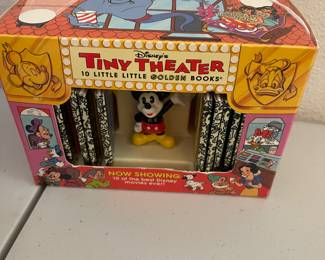 Disney's
TINY THEATER
10 LITTLE LITTLE GOLDEN BOOKS®
NOW SHOWING:
10 of the best Disney
movies ever!